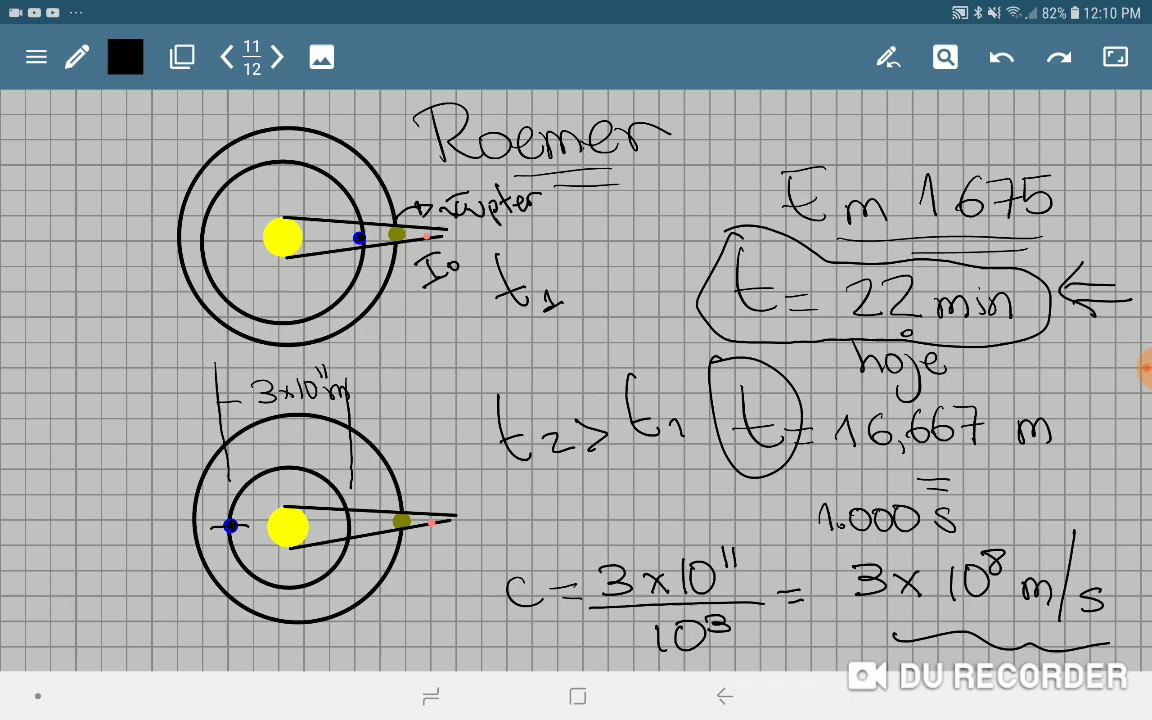 82% 12:10 PM
11
12
Roemer
Em 1675
Jupter
Io
t1
t = 22 min
hoje
3x10¹¹m
t2 > t1
t = 16,667 m
=
1.000 s
C = 3x10¹¹ / 10³ = 3 x 10⁸ m/s
DU RECORDER